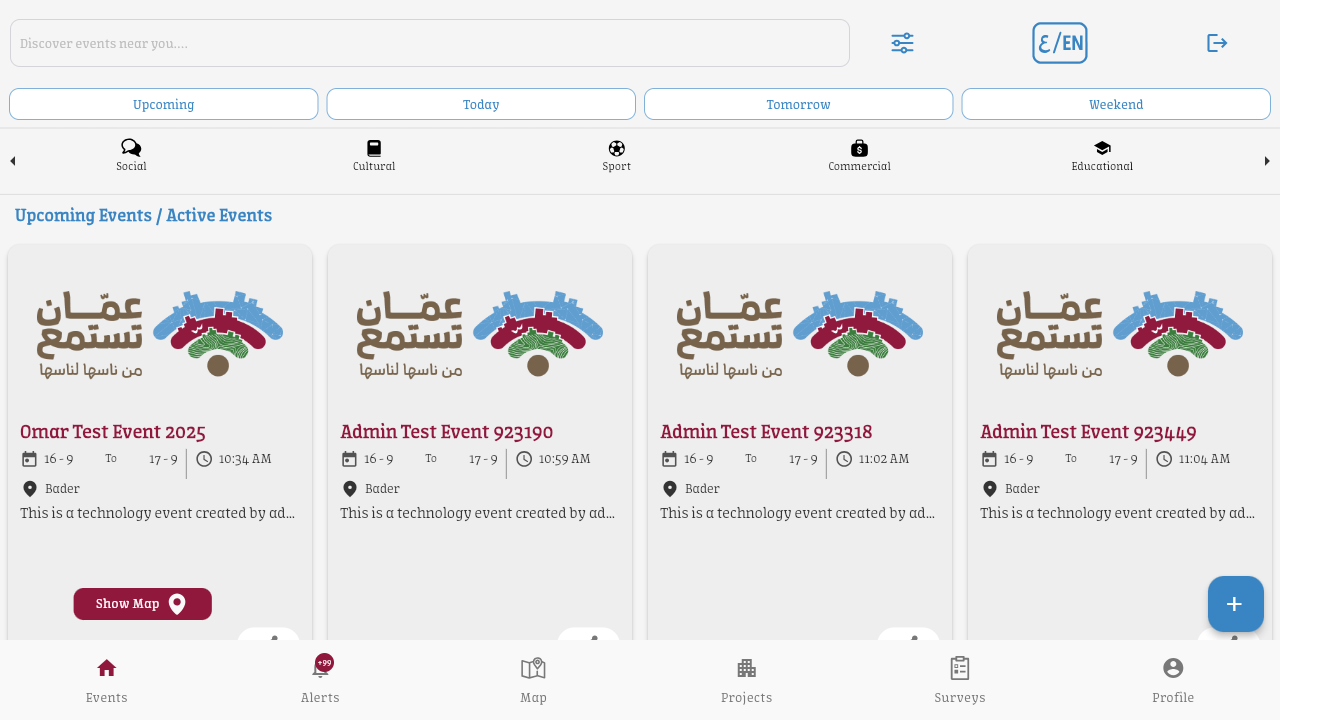 Discover events near you....
ع/EN
Upcoming
Today
Tomorrow
Weekend
Social
Cultural
Sport
Commercial
Educational
Upcoming Events / Active Events
عمّان
تستمع
من ناسها لناسها
عمّان
تستمع
من ناسها لناسها
عمّان
تستمع
من ناسها لناسها
عمّان
تستمع
من ناسها لناسها
Omar Test Event 2025
16 - 9 To 17 - 9 10:34 AM
Bader
This is a technology event created by ad...
Show Map
Admin Test Event 923190
16 - 9 To 17 - 9 10:59 AM
Bader
This is a technology event created by ad...
Admin Test Event 923318
16 - 9 To 17 - 9 11:02 AM
Bader
This is a technology event created by ad...
Admin Test Event 923449
16 - 9 To 17 - 9 11:04 AM
Bader
This is a technology event created by ad...
+
Events
+99
Alerts
Map
Projects
Surveys
Profile